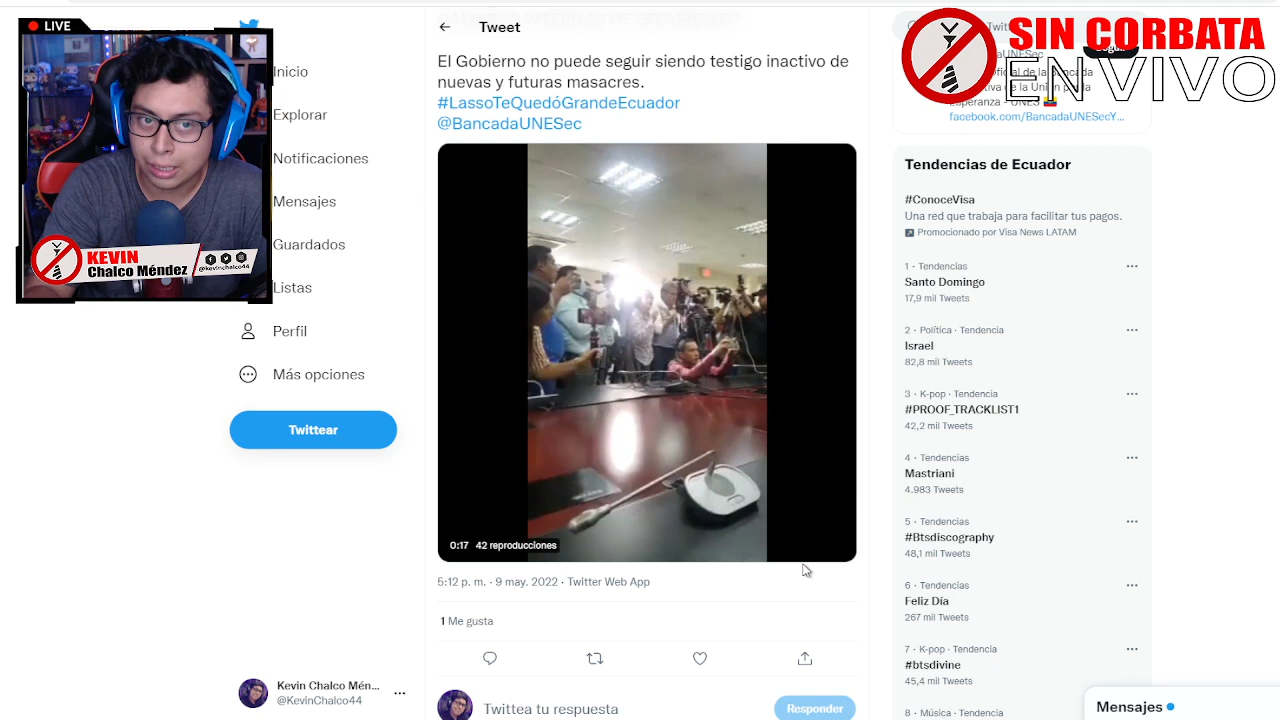 LIVE
KEVIN
Chalco Méndez
@kevinchalco44
SIN CORBATA
EN VIVO
Inicio
Explorar
Notificaciones
Mensajes
Guardados
Listas
Perfil
Más opciones
Twittear
Kevin Chalco Mén...
@KevinChalco44
Tweet
El Gobierno no puede seguir siendo testigo inactivo de
nuevas y futuras masacres.
#LassoTeQuedóGrandeEcuador
@BancadaUNESec
0:17 42 reproducciones
5:12 p. m. · 9 may. 2022 · Twitter Web App
1 Me gusta
Twittea tu respuesta
Responder
facebook.com/BancadaUNESecY...
Tendencias de Ecuador
#ConoceVisa
Una red que trabaja para facilitar tus pagos.
Promocionado por Visa News LATAM
1 · Tendencias
Santo Domingo
17,9 mil Tweets
2 · Política · Tendencia
Israel
82,8 mil Tweets
3 · K-pop · Tendencia
#PROOF_TRACKLIST1
42,2 mil Tweets
4 · Tendencias
Mastriani
4.983 Tweets
5 · Tendencias
#Btsdiscography
48,1 mil Tweets
6 · Tendencias
Feliz Día
267 mil Tweets
7 · K-pop · Tendencia
#btsdivine
45,4 mil Tweets
8 · Música · Tendencia
Mensajes